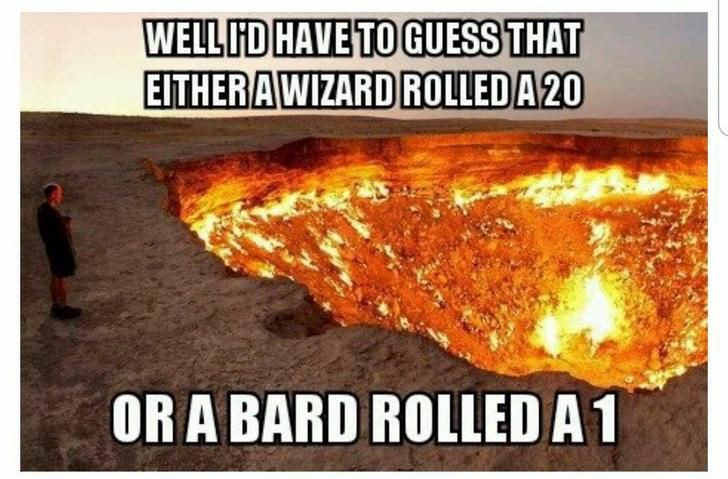 WELL I'D HAVE TO GUESS THAT
EITHER A WIZARD ROLLED A 20
OR A BARD ROLLED A 1